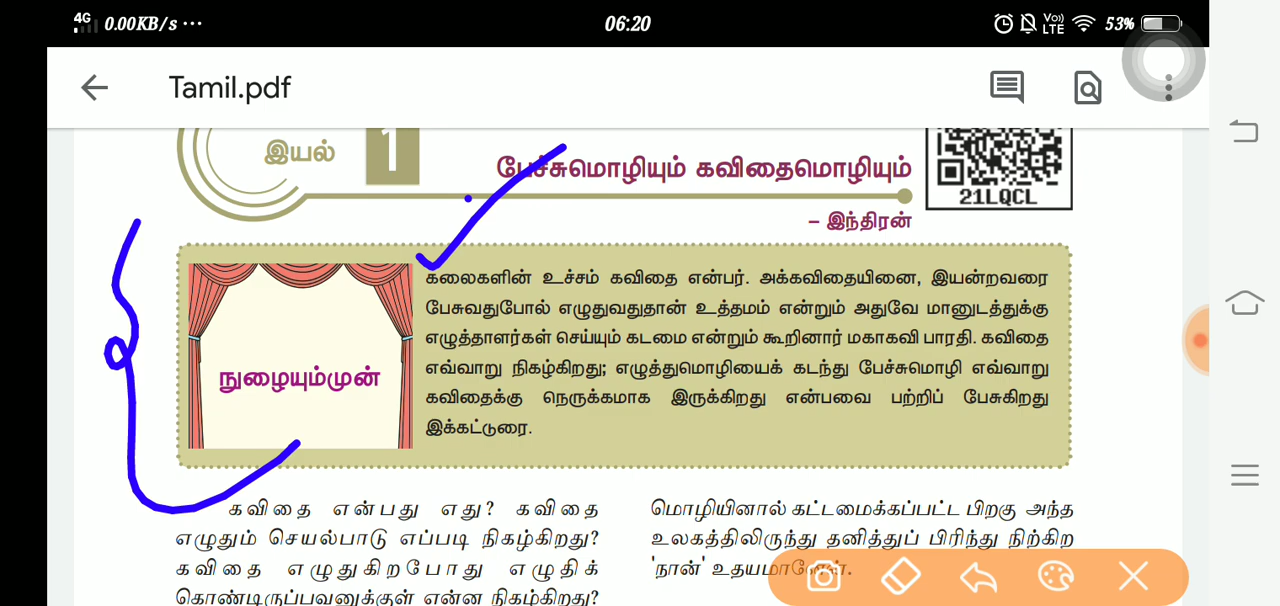 4G 0.00KB/s ···
06:20
Vo)) LTE 53%
Tamil.pdf
இயல் 1
பேச்சுமொழியும் கவிதைமொழியும்
– இந்திரன்
21LQCL
நுழையும்முன்
கலைகளின் உச்சம் கவிதை என்பர். அக்கவிதையினை, இயன்றவரை
பேசுவதுபோல் எழுதுவதுதான் உத்தமம் என்றும் அதுவே மானுடத்துக்கு
எழுத்தாளர்கள் செய்யும் கடமை என்றும் கூறினார் மகாகவி பாரதி. கவிதை
எவ்வாறு நிகழ்கிறது; எழுத்துமொழியைக் கடந்து பேச்சுமொழி எவ்வாறு
கவிதைக்கு நெருக்கமாக இருக்கிறது என்பவை பற்றிப் பேசுகிறது
இக்கட்டுரை.
கவிதை என்பது எது? கவிதை
எழுதும் செயல்பாடு எப்படி நிகழ்கிறது?
கவிதை எழுதுகிறபோது எழுதிக்
கொண்டிருப்பவனுக்குள் என்ன நிகழ்கிறது?
மொழியினால் கட்டமைக்கப்பட்ட பிறகு அந்த
உலகத்திலிருந்து தனித்துப் பிரிந்து நிற்கிற
'நான்' உதயமானேன்.